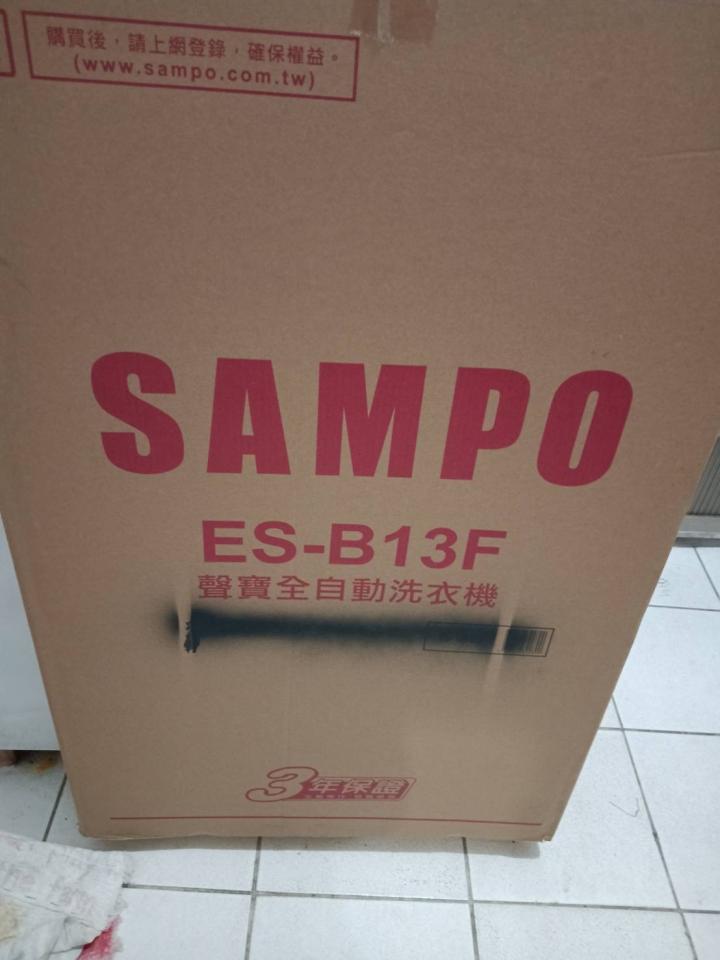 購買後，請上網登錄，確保權益。
(www.sampo.com.tw)
SAMPO
ES-B13F
聲寶全自動洗衣機
3年保證